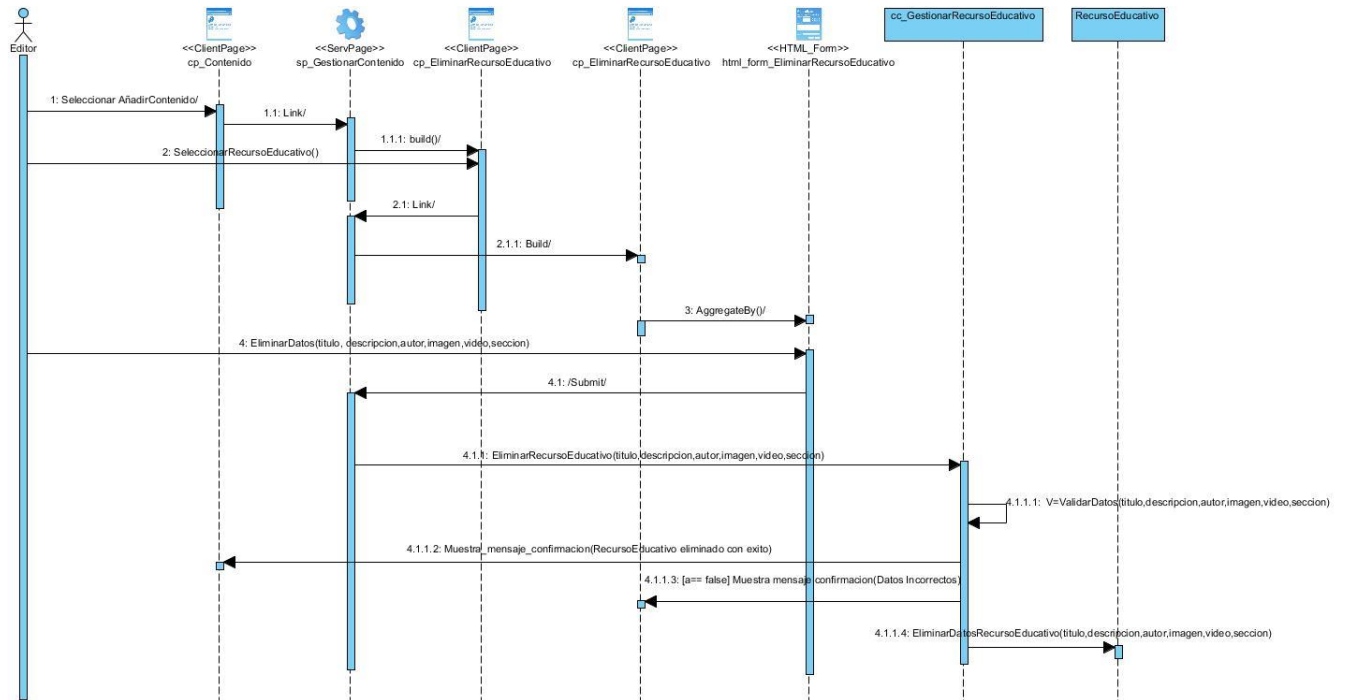 cc_GestionarRecursoEducativo
RecursoEducativo
Editor
<<ClientPage>>
cp_Contenido
<<ServPage>>
sp_GestionarContenido
<<ClientPage>>
cp_EliminarRecursoEducativo
<<ClientPage>>
cp_EliminarRecursoEducativo
<<HTML_Form>>
html_form_EliminarRecursoEducativo
1: Seleccionar AñadirContenido/
1.1: Link/
1.1.1: build()/
2: SeleccionarRecursoEducativo()
2.1: Link/
2.1.1: Build/
3: AggregateBy()/
4: EliminarDatos(titulo, descripcion,autor,imagen,video,seccion)
4.1: /Submit/
4.1.1: EliminarRecursoEducativo(titulo,descripcion,autor,imagen,video,seccion)
4.1.1.1: V=ValidarDatos(titulo,descripcion,autor,imagen,video,seccion)
4.1.1.2: Muestra_mensaje_confirmacion(RecursoEducativo eliminado con exito)
4.1.1.3: [a== false] Muestra mensaje confirmacion(Datos Incorrectos)
4.1.1.4: EliminarDatosRecursoEducativo(titulo,descripcion,autor,imagen,video,seccion)